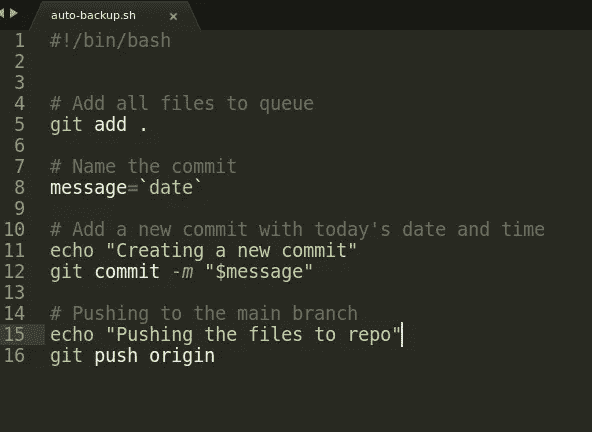 auto-backup.sh ×
1 #!/bin/bash
2
3
4 # Add all files to queue
5 git add .
6
7 # Name the commit
8 message=`date`
9
10 # Add a new commit with today's date and time
11 echo "Creating a new commit"
12 git commit -m "$message"
13
14 # Pushing to the main branch
15 echo "Pushing the files to repo"
16 git push origin